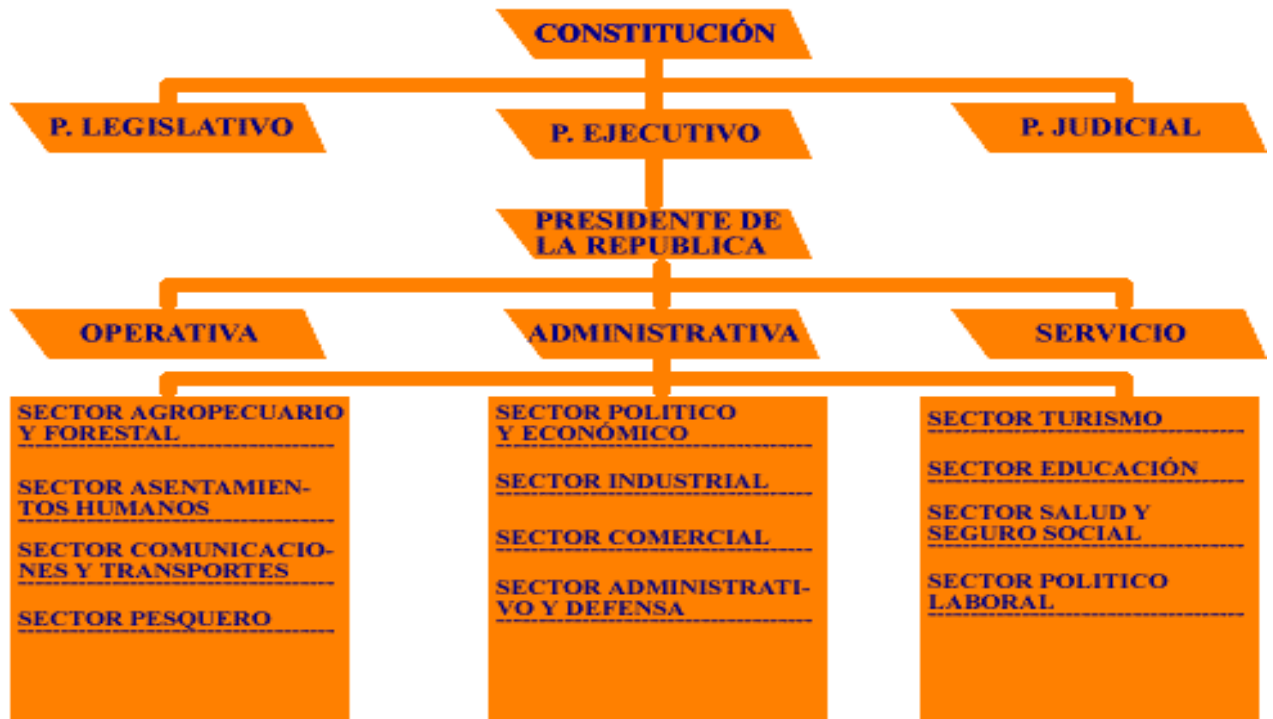 CONSTITUCIÓN
P. LEGISLATIVO
P. EJECUTIVO
P. JUDICIAL
PRESIDENTE DE
LA REPUBLICA
OPERATIVA
ADMINISTRATIVA
SERVICIO
SECTOR AGROPECUARIO
Y FORESTAL
SECTOR ASENTAMIEN-
TOS HUMANOS
SECTOR COMUNICACIO-
NES Y TRANSPORTES
SECTOR PESQUERO
SECTOR POLITICO
Y ECONÓMICO
SECTOR INDUSTRIAL
SECTOR COMERCIAL
SECTOR ADMINISTRATI-
VO Y DEFENSA
SECTOR TURISMO
SECTOR EDUCACIÓN
SECTOR SALUD Y
SEGURO SOCIAL
SECTOR POLITICO
LABORAL